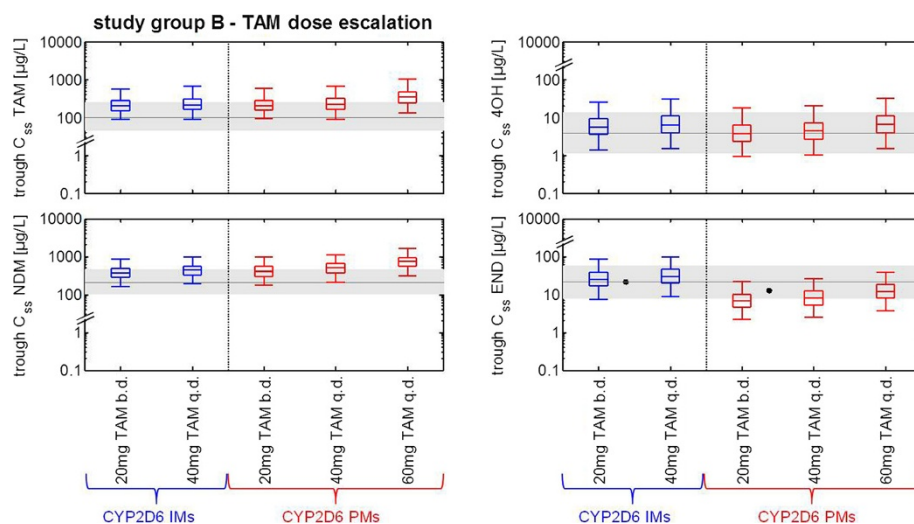 study group B - TAM dose escalation
trough C ss TAM [µg/L]
10000
1000
100
1
0.1
trough C ss 4OH [µg/L]
10000
100
10
1
0.1
trough C ss NDM [µg/L]
10000
1000
100
1
0.1
trough C ss END [µg/L]
10000
100
10
1
0.1
20mg TAM b.d.
40mg TAM q.d.
20mg TAM b.d.
40mg TAM q.d.
60mg TAM q.d.
20mg TAM b.d.
40mg TAM q.d.
20mg TAM b.d.
40mg TAM q.d.
60mg TAM q.d.
CYP2D6 IMs
CYP2D6 PMs
CYP2D6 IMs
CYP2D6 PMs